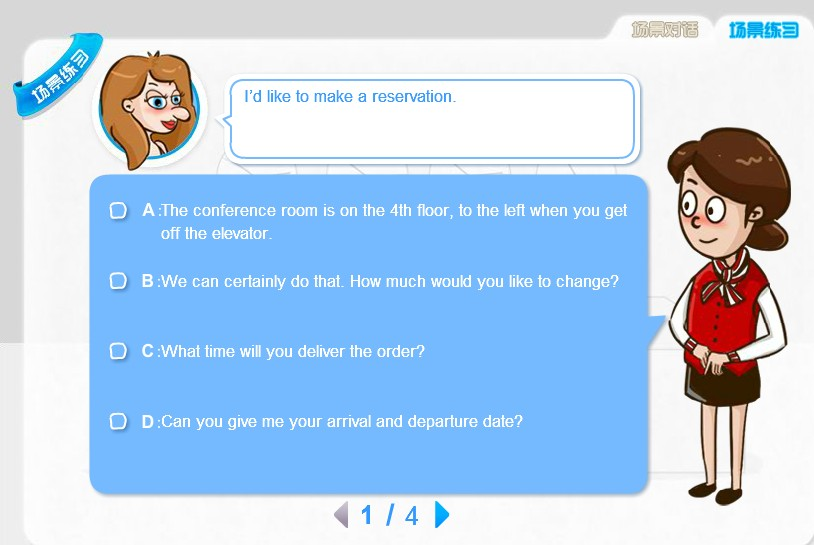 场景对话 场景练习
场景练习
I'd like to make a reservation.
A:The conference room is on the 4th floor, to the left when you get
off the elevator.
B:We can certainly do that. How much would you like to change?
C:What time will you deliver the order?
D:Can you give me your arrival and departure date?
1 / 4